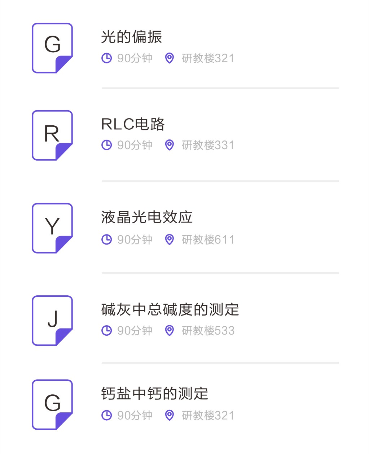 G
光的偏振
90分钟 研教楼321
R
RLC电路
90分钟 研教楼331
Y
液晶光电效应
90分钟 研教楼611
J
碱灰中总碱度的测定
90分钟 研教楼533
G
钙盐中钙的测定
90分钟 研教楼321